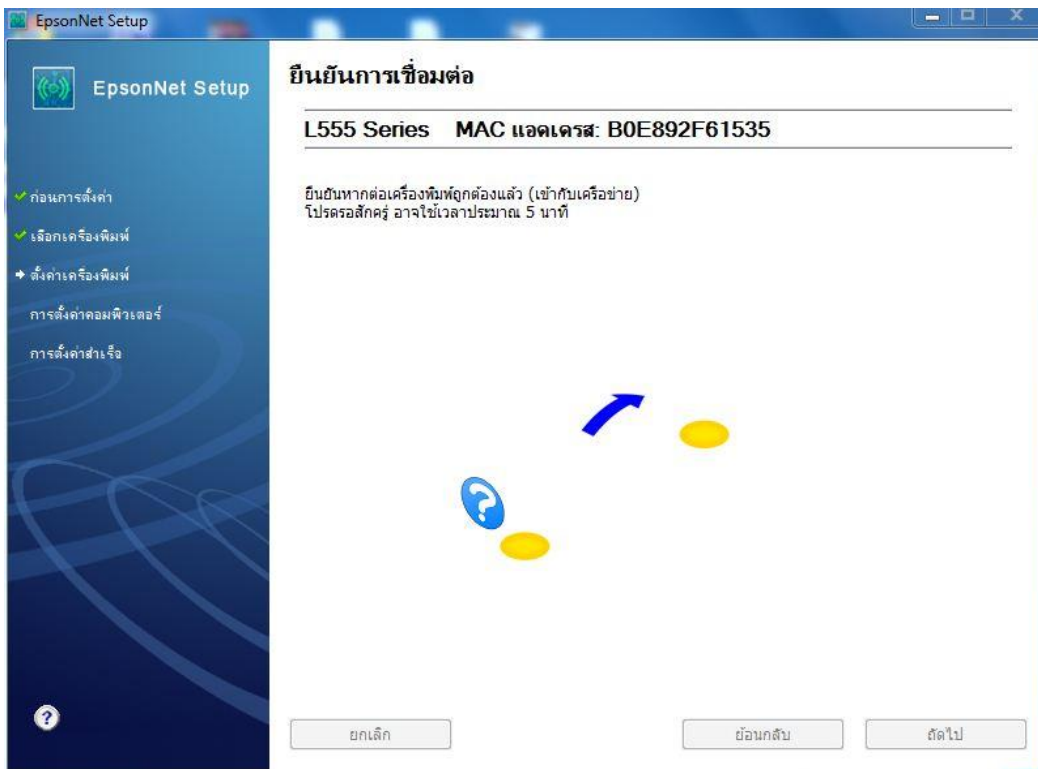 EpsonNet Setup
EpsonNet Setup
ก่อนการตั้งค่า
เลือกเครื่องพิมพ์
ตั้งค่าเครื่องพิมพ์
การตั้งค่าคอมพิวเตอร์
การตั้งค่าสำเร็จ
ยืนยันการเชื่อมต่อ
L555 Series MAC แอดเดรส: B0E892F61535
ยืนยันหากต่อเครื่องพิมพ์ถูกต้องแล้ว (เข้ากับเครือข่าย)
โปรดรอสักครู่ อาจใช้เวลาประมาณ 5 นาที
ยกเลิก
ย้อนกลับ
ถัดไป